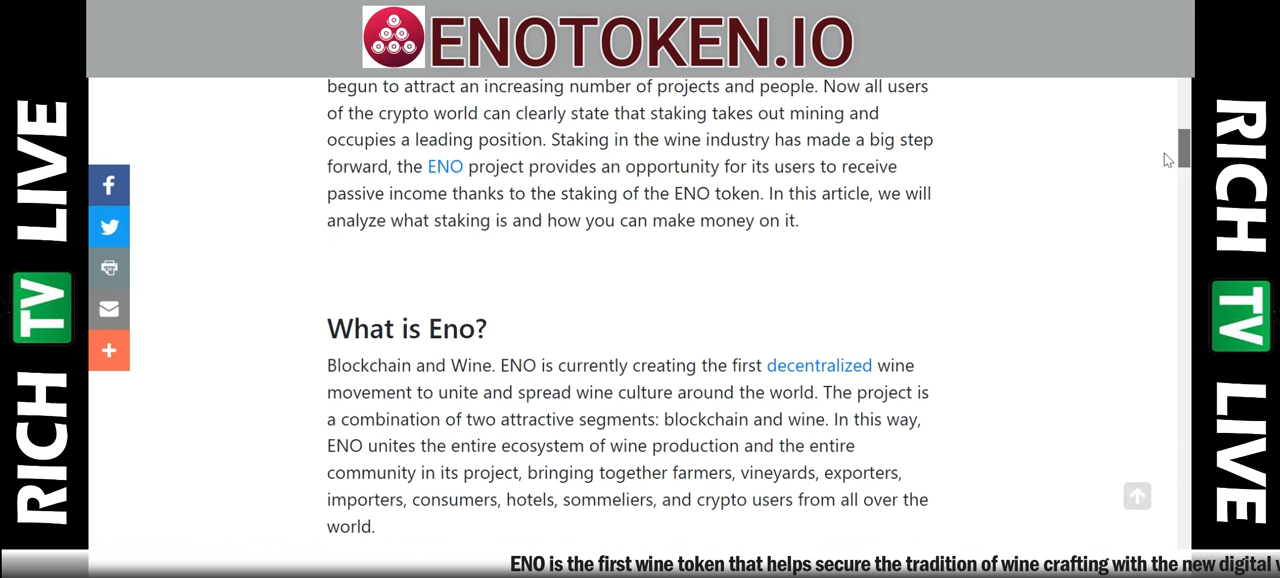 ENOTOKEN.IO
begun to attract an increasing number of projects and people. Now all users
of the crypto world can clearly state that staking takes out mining and
occupies a leading position. Staking in the wine industry has made a big step
forward, the ENO project provides an opportunity for its users to receive
passive income thanks to the staking of the ENO token. In this article, we will
analyze what staking is and how you can make money on it.
What is Eno?
Blockchain and Wine. ENO is currently creating the first decentralized wine
movement to unite and spread wine culture around the world. The project is
a combination of two attractive segments: blockchain and wine. In this way,
ENO unites the entire ecosystem of wine production and the entire
community in its project, bringing together farmers, vineyards, exporters,
importers, consumers, hotels, sommeliers, and crypto users from all over the
world.
RICH TV LIVE
RICH TV LIVE
ENO is the first wine token that helps secure the tradition of wine crafting with the new digital